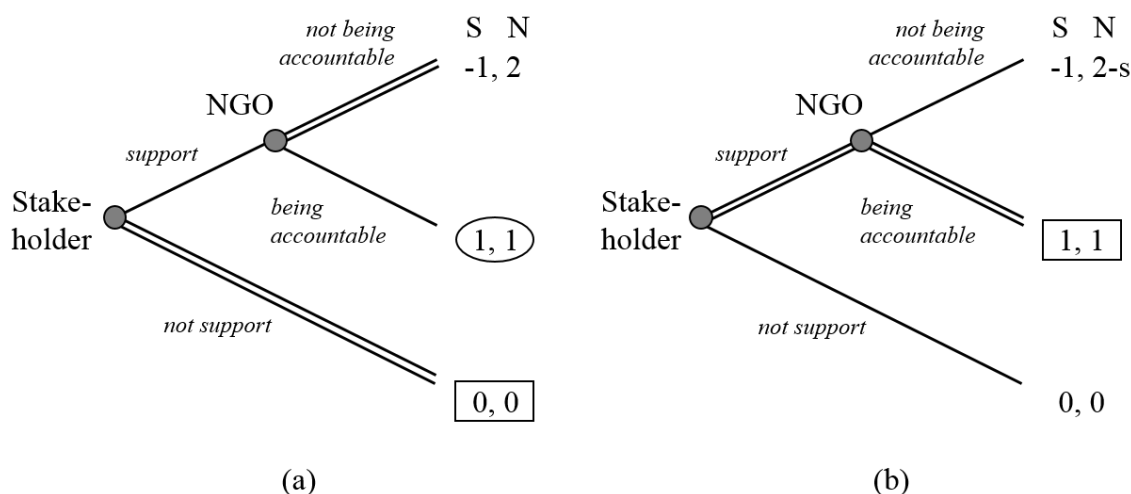 S N
not being
accountable
-1, 2
NGO
support
Stake-
holder
being
accountable
1, 1
not support
0, 0
(a)
S N
not being
accountable
-1, 2-s
NGO
support
Stake-
holder
being
accountable
1, 1
not support
0, 0
(b)